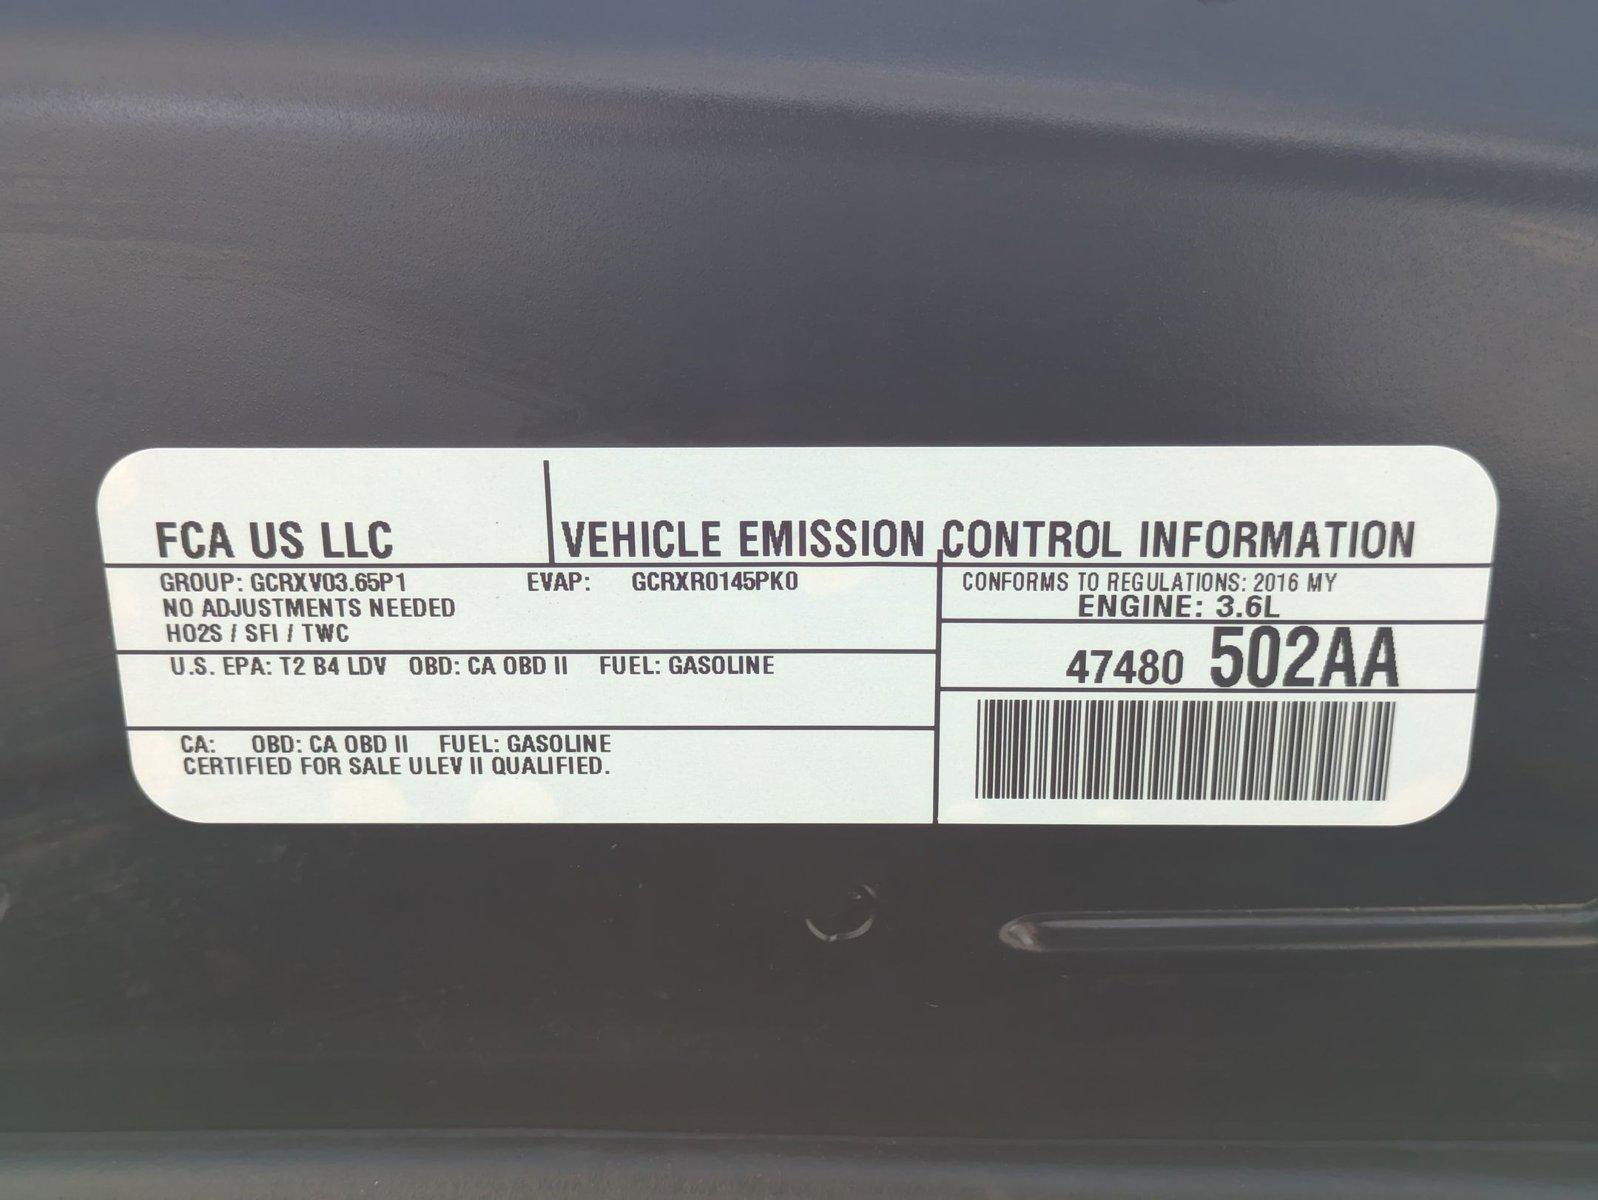 FCA US LLC
VEHICLE EMISSION CONTROL INFORMATION
GROUP: GCRXV03.65P1 EVAP: GCRXR0145PK0
NO ADJUSTMENTS NEEDED
HO2S / SFI / TWC
U.S. EPA: T2 B4 LDV OBD: CA OBD II FUEL: GASOLINE
CA: OBD: CA OBD II FUEL: GASOLINE
CERTIFIED FOR SALE ULEV II QUALIFIED.
CONFORMS TO REGULATIONS: 2016 MY
ENGINE: 3.6L
47480 502AA